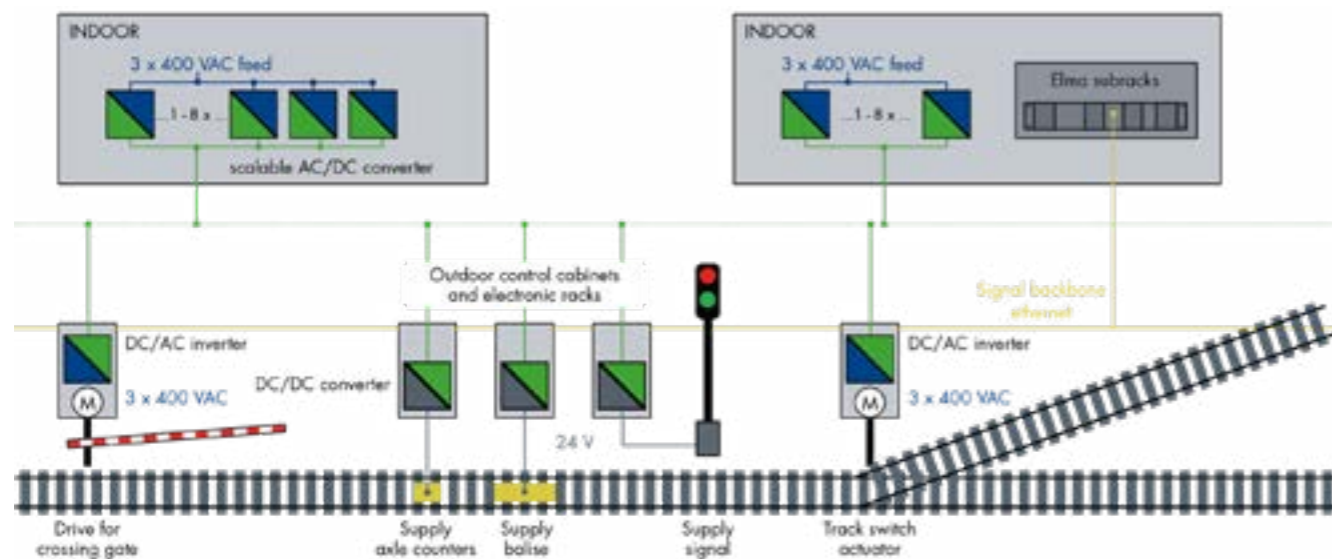 INDOOR
3 x 400 VAC feed
...1 - 8 x ...
scalable AC/DC converter
INDOOR
3 x 400 VAC feed
...1 - 8 x ...
Elma subracks
Outdoor control cabinets
and electronic racks
Signal backbone
ethernet
DC/AC inverter
M
3 x 400 VAC
DC/DC converter
24 V
DC/AC inverter
M
3 x 400 VAC
Drive for
crossing gate
Supply
axle counters
Supply
balise
Supply
signal
Track switch
actuator